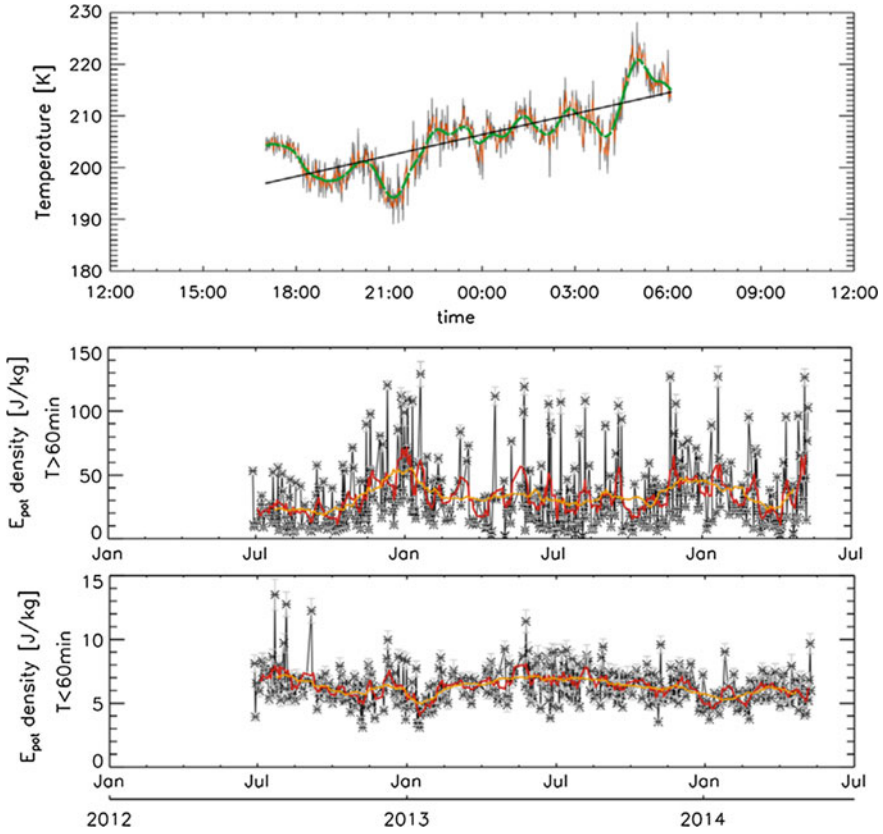 230
220
210
200
190
180
Temperature [K]
12:00 15:00 18:00 21:00 00:00 03:00 06:00 09:00 12:00
time
150
100
50
0
E_pot density [J/kg]
T>60min
Jan Jul Jan Jul Jan Jul
15
10
5
0
E_pot density [J/kg]
T<60min
Jan Jul Jan Jul Jan Jul
2012 2013 2014